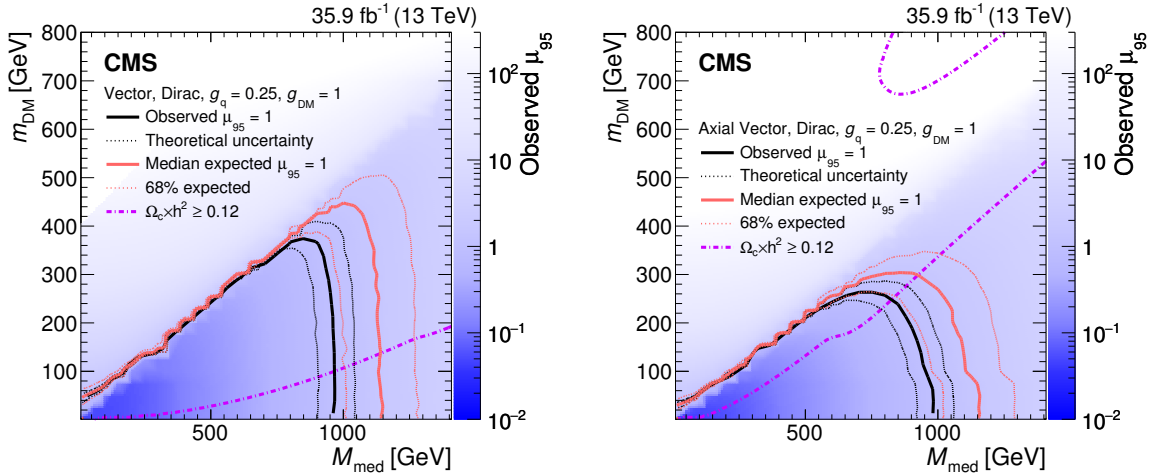 35.9 fb⁻¹ (13 TeV)
CMS
Vector, Dirac, g_q = 0.25, g_DM = 1
Observed μ_95 = 1
Theoretical uncertainty
Median expected μ_95 = 1
68% expected
Ω_c×h² ≥ 0.12
m_DM [GeV]
800
700
600
500
400
300
200
100
500
1000
M_med [GeV]
Observed μ_95
10²
10
1
10⁻¹
10⁻²
35.9 fb⁻¹ (13 TeV)
CMS
Axial Vector, Dirac, g_q = 0.25, g_DM = 1
Observed μ_95 = 1
Theoretical uncertainty
Median expected μ_95 = 1
68% expected
Ω_c×h² ≥ 0.12
m_DM [GeV]
800
700
600
500
400
300
200
100
500
1000
M_med [GeV]
Observed μ_95
10²
10
1
10⁻¹
10⁻²